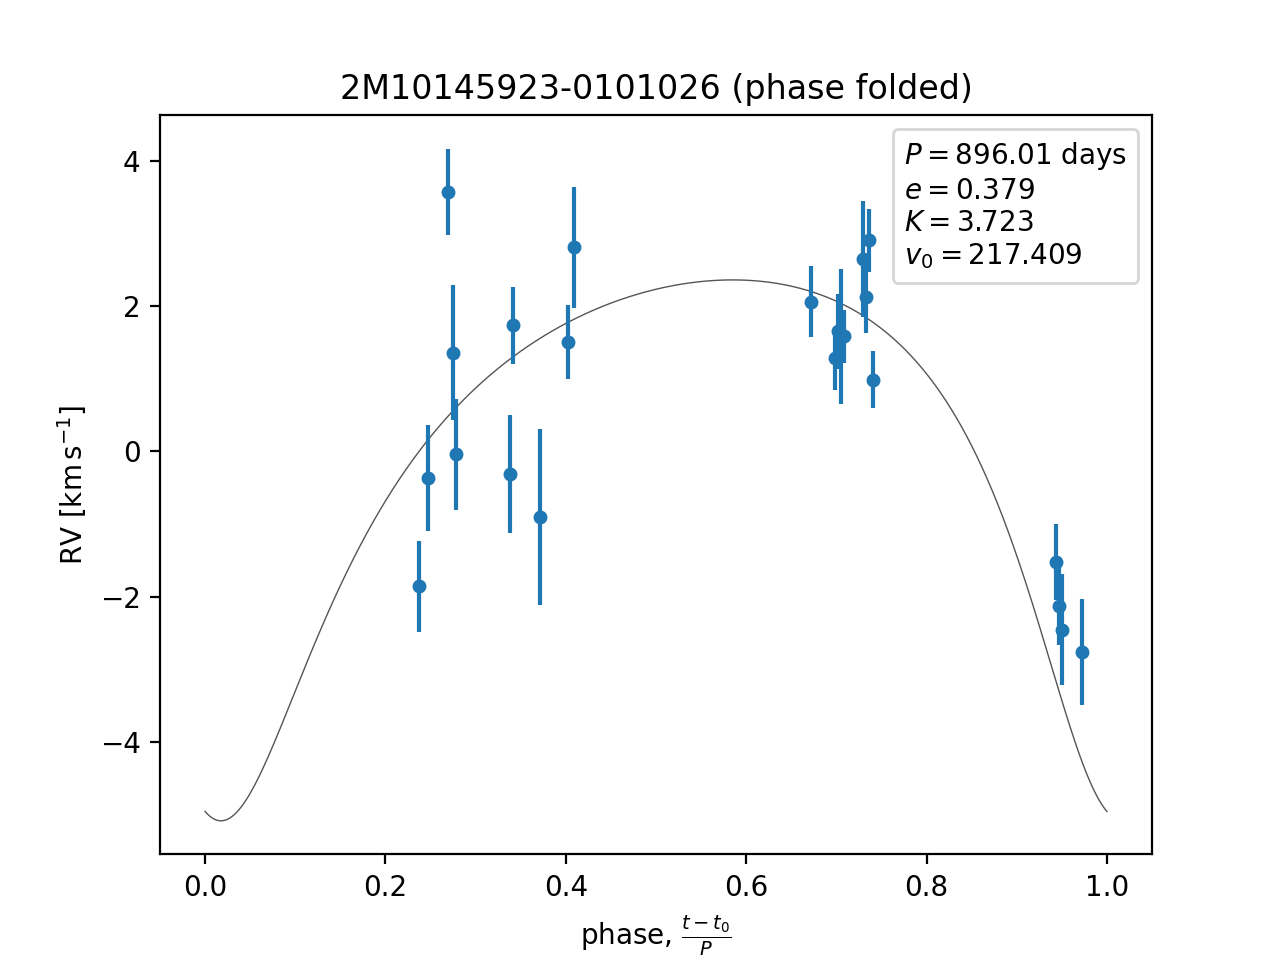 2M10145923-0101026 (phase folded)
P = 896.01 days
e = 0.379
K = 3.723
v₀ = 217.409
4
2
0
−2
−4
RV [km s⁻¹]
0.0 0.2 0.4 0.6 0.8 1.0
phase, (t − t₀)/P